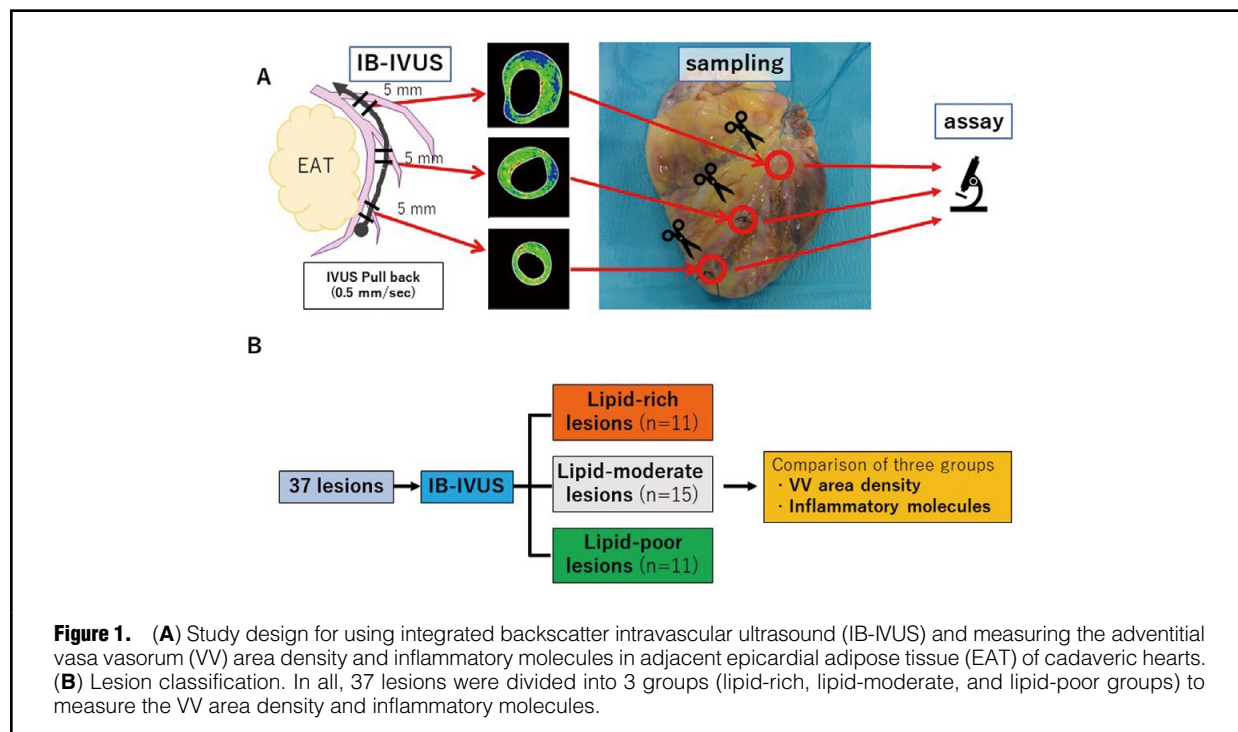 A
IB-IVUS
sampling
assay
5 mm
EAT
5 mm
5 mm
IVUS Pull back
(0.5 mm/sec)
B
37 lesions
IB-IVUS
Lipid-rich
lesions (n=11)
Lipid-moderate
lesions (n=15)
Lipid-poor
lesions (n=11)
Comparison of three groups
・VV area density
・Inflammatory molecules
Figure 1. (A) Study design for using integrated backscatter intravascular ultrasound (IB-IVUS) and measuring the adventitial
vasa vasorum (VV) area density and inflammatory molecules in adjacent epicardial adipose tissue (EAT) of cadaveric hearts.
(B) Lesion classification. In all, 37 lesions were divided into 3 groups (lipid-rich, lipid-moderate, and lipid-poor groups) to
measure the VV area density and inflammatory molecules.